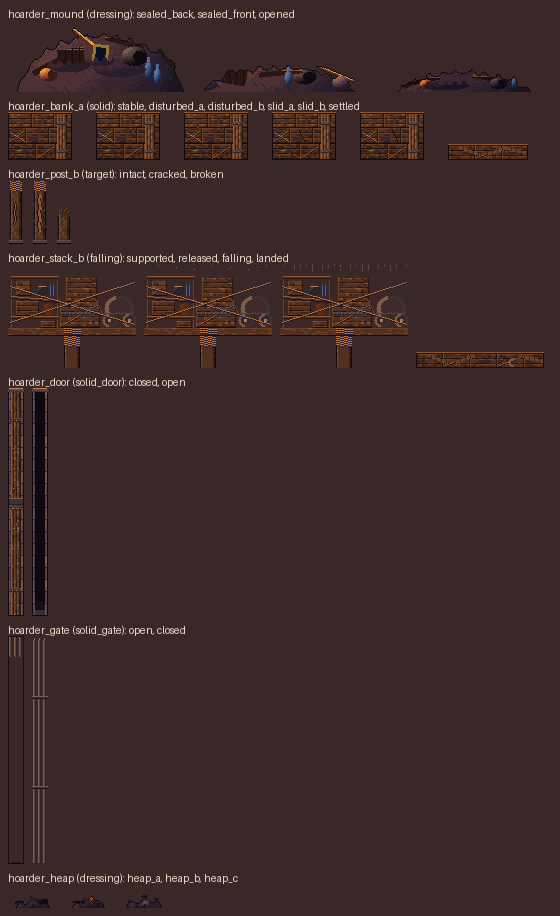 hoarder_mound (dressing): sealed_back, sealed_front, opened
hoarder_bank_a (solid): stable, disturbed_a, disturbed_b, slid_a, slid_b, settled
hoarder_post_b (target): intact, cracked, broken
hoarder_stack_b (falling): supported, released, falling, landed
hoarder_door (solid_door): closed, open
hoarder_gate (solid_gate): open, closed
hoarder_heap (dressing): heap_a, heap_b, heap_c